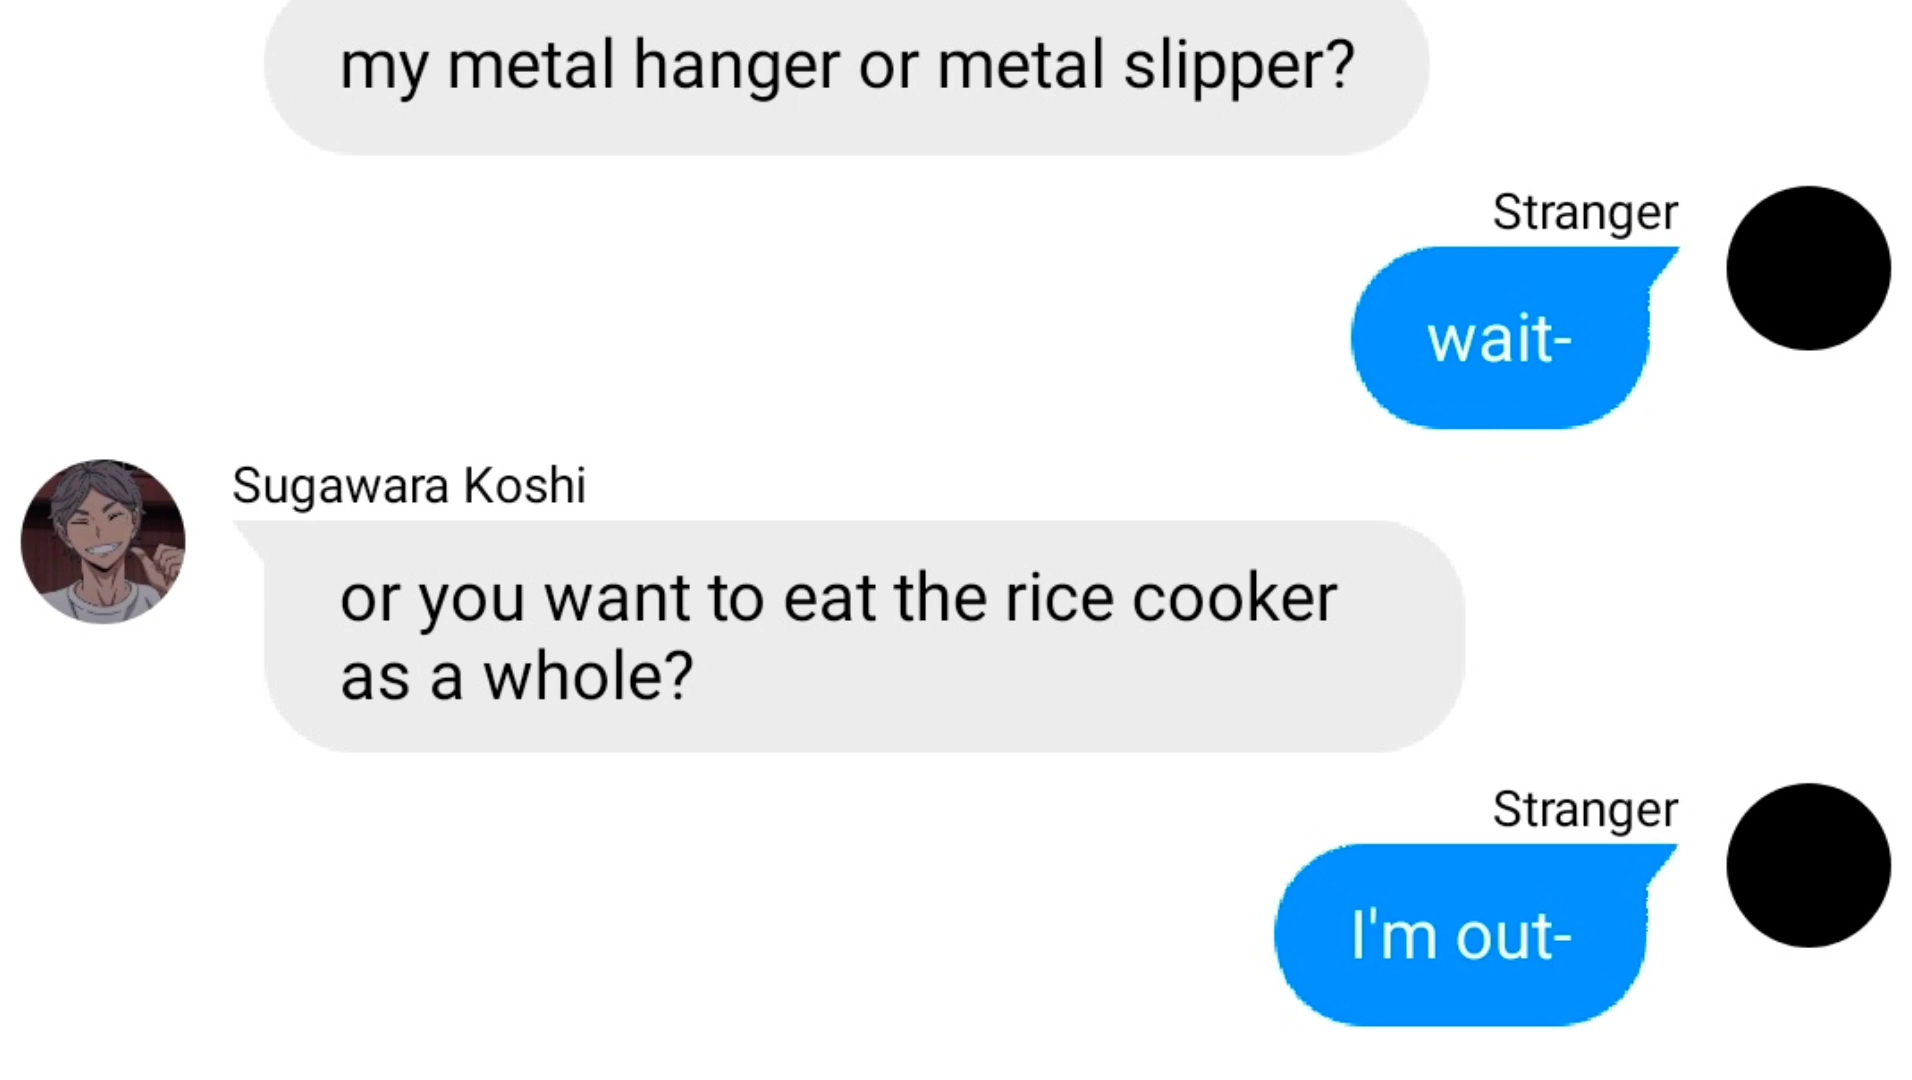 my metal hanger or metal slipper?
Stranger
wait-
Sugawara Koshi
or you want to eat the rice cooker
as a whole?
Stranger
I'm out-